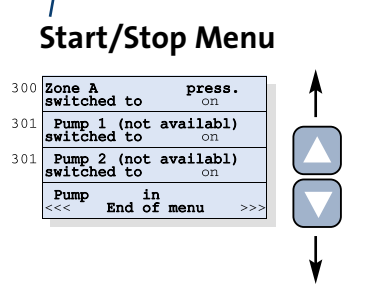 Start/Stop Menu
300 Zone A press.
switched to on
301 Pump 1 (not availabl)
switched to on
301 Pump 2 (not availabl)
switched to on
Pump in
<<< End of menu >>>